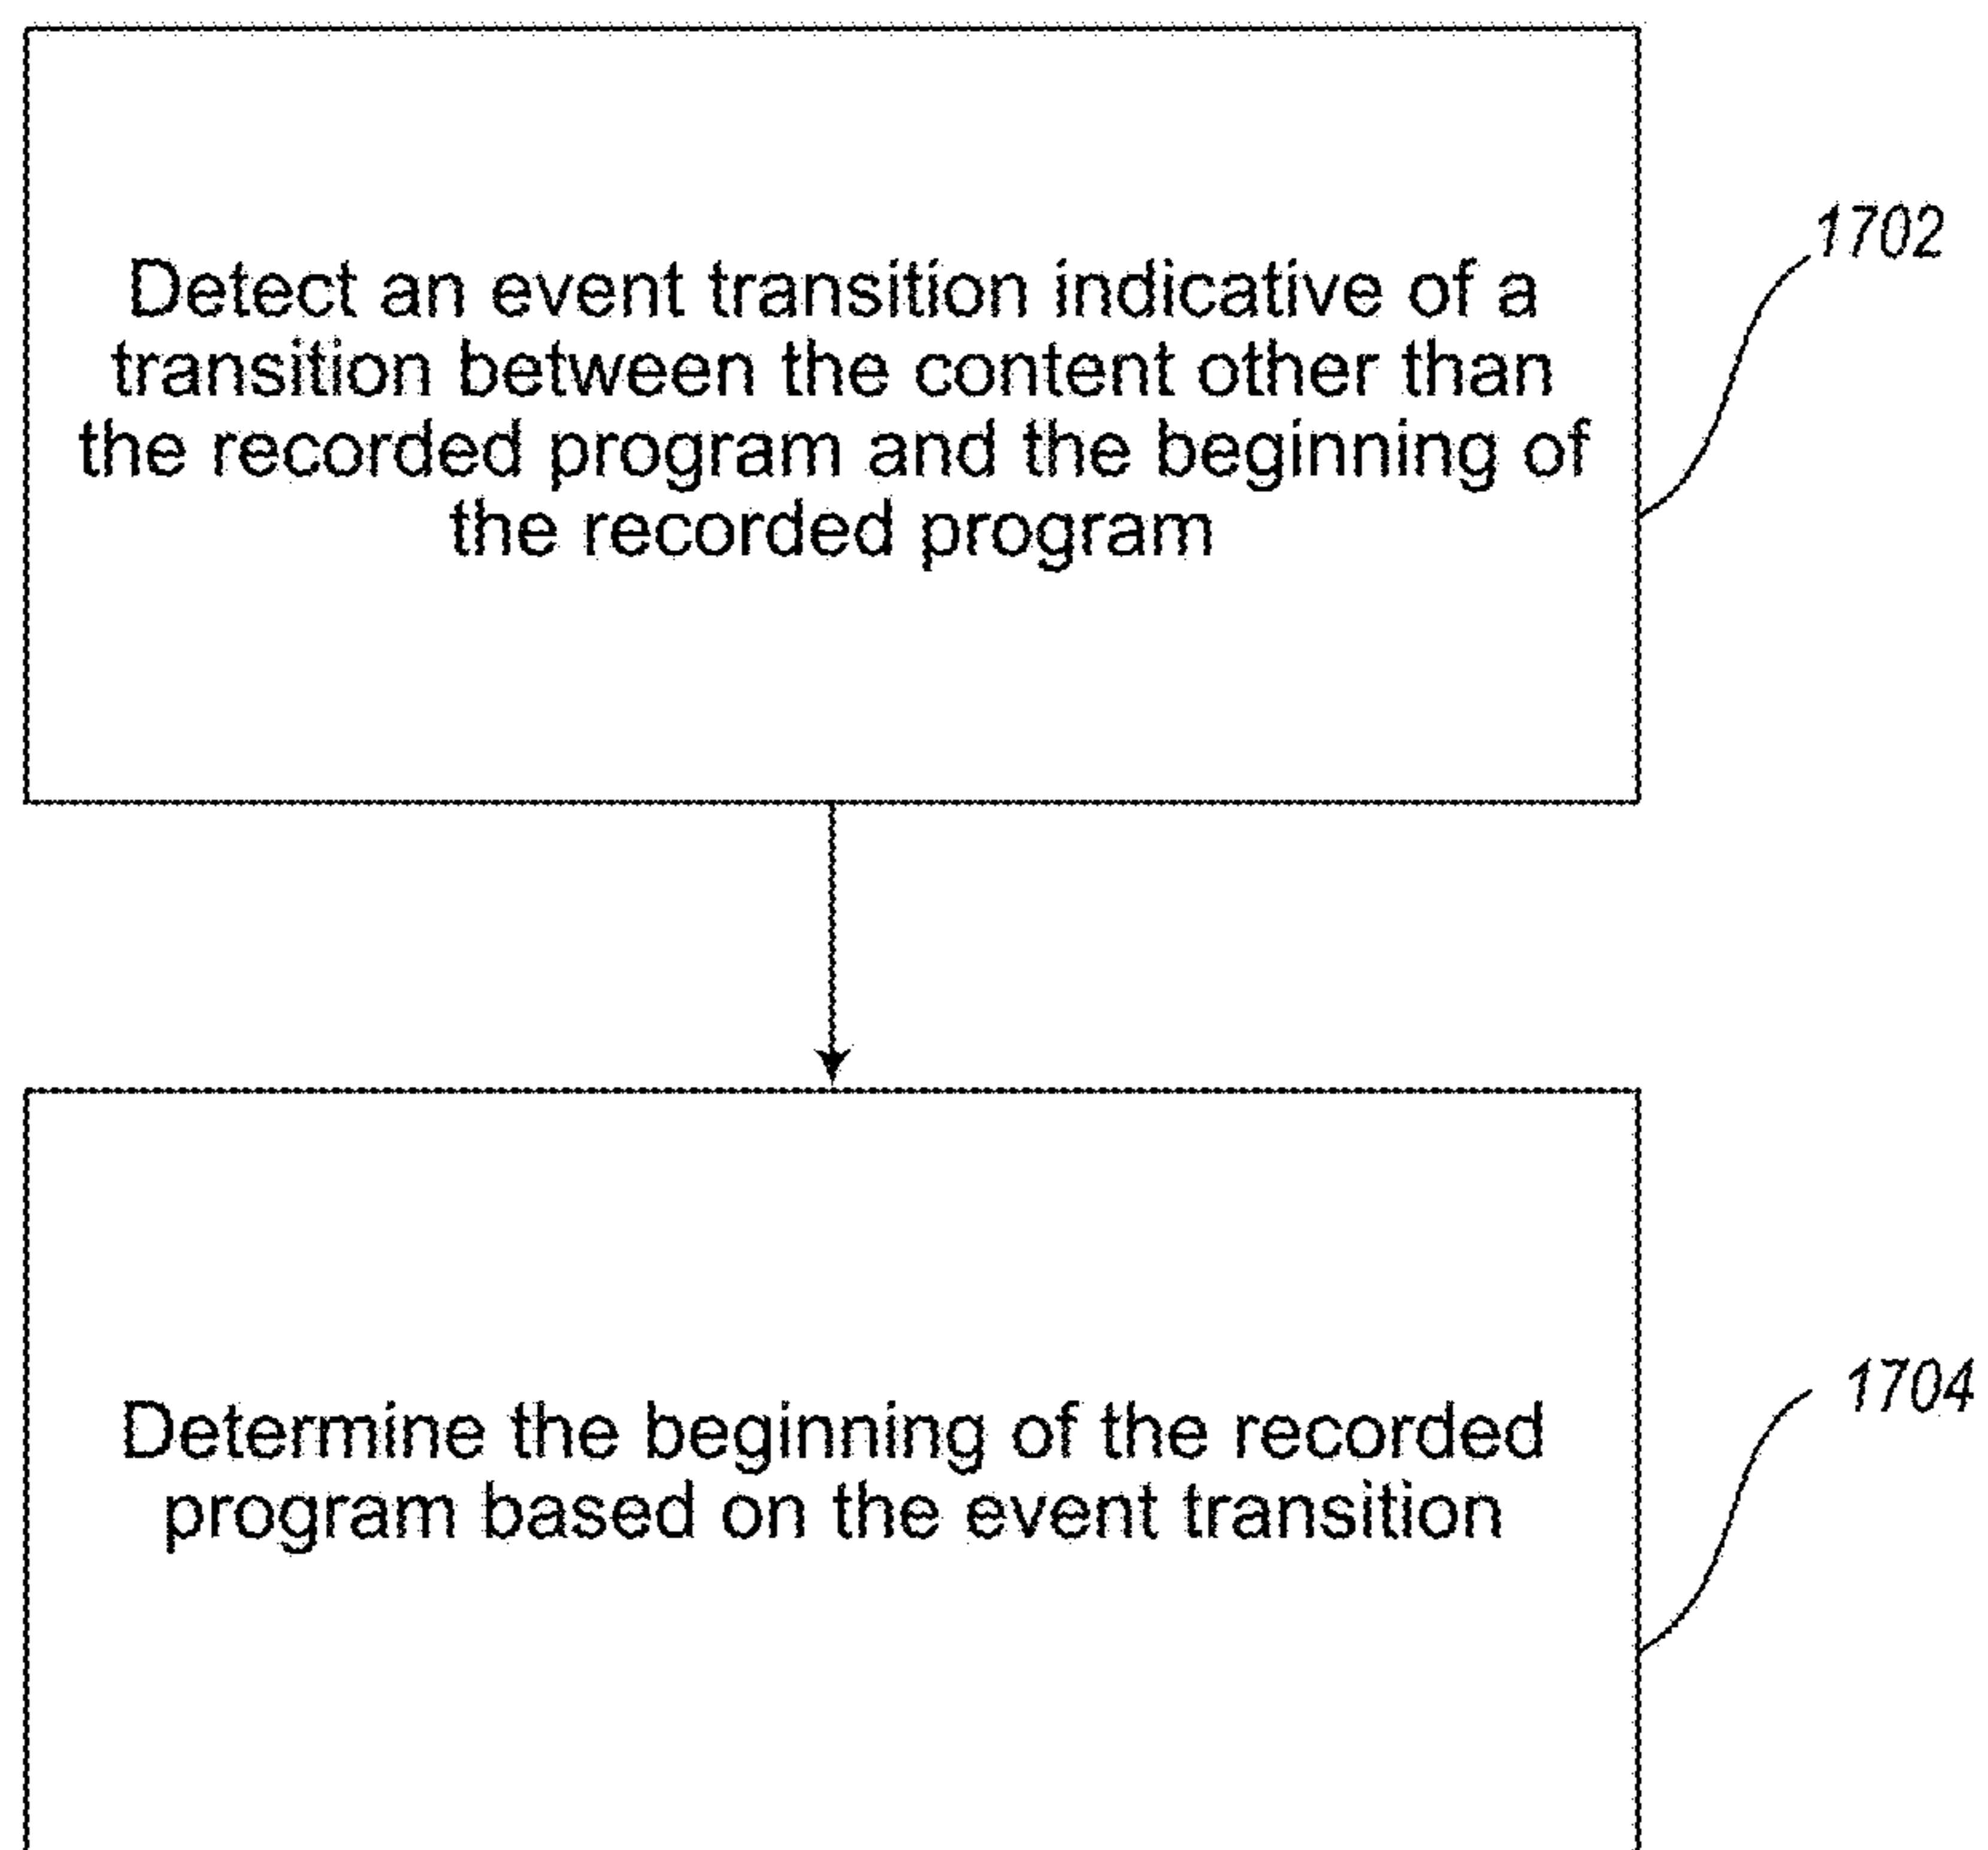 1702
Detect an event transition indicative of a
transition between the content other than
the recorded program and the beginning of
the recorded program
1704
Determine the beginning of the recorded
program based on the event transition